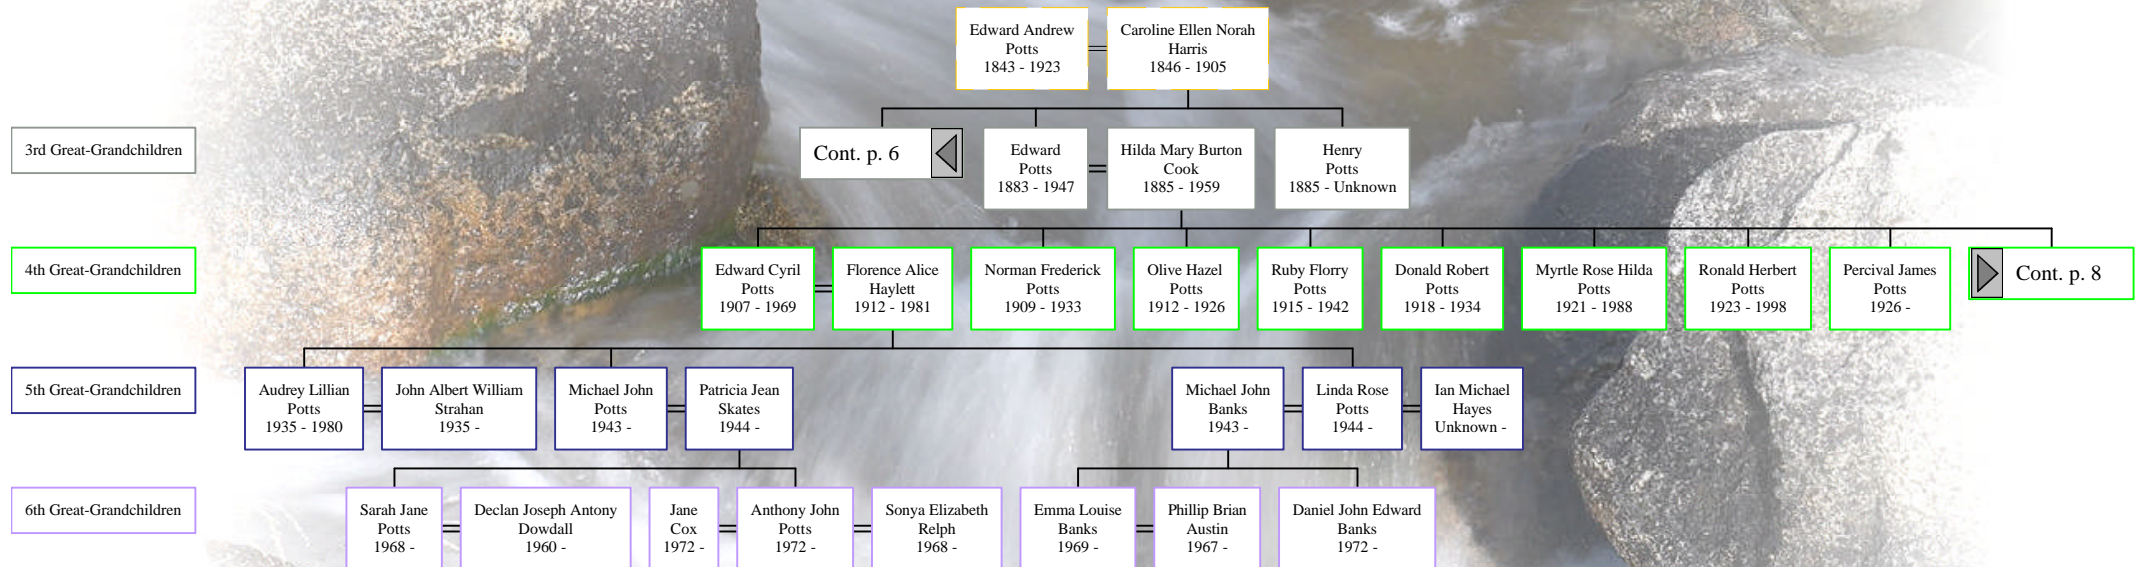 Edward Andrew
Potts
1843 - 1923
Caroline Ellen Norah
Harris
1846 - 1905
3rd Great-Grandchildren
Cont. p. 6
Edward
Potts
1883 - 1947
Hilda Mary Burton
Cook
1885 - 1959
Henry
Potts
1885 - Unknown
4th Great-Grandchildren
Edward Cyril
Potts
1907 - 1969
Florence Alice
Haylett
1912 - 1981
Norman Frederick
Potts
1909 - 1933
Olive Hazel
Potts
1912 - 1926
Ruby Florry
Potts
1915 - 1942
Donald Robert
Potts
1918 - 1934
Myrtle Rose Hilda
Potts
1921 - 1988
Ronald Herbert
Potts
1923 - 1998
Percival James
Potts
1926 -
Cont. p. 8
5th Great-Grandchildren
Audrey Lillian
Potts
1935 - 1980
John Albert William
Strahan
1935 -
Michael John
Potts
1943 -
Patricia Jean
Skates
1944 -
Michael John
Banks
1943 -
Linda Rose
Potts
1944 -
Ian Michael
Hayes
Unknown -
6th Great-Grandchildren
Sarah Jane
Potts
1968 -
Declan Joseph Antony
Dowdall
1960 -
Jane
Cox
1972 -
Anthony John
Potts
1972 -
Sonya Elizabeth
Relph
1968 -
Emma Louise
Banks
1969 -
Phillip Brian
Austin
1967 -
Daniel John Edward
Banks
1972 -